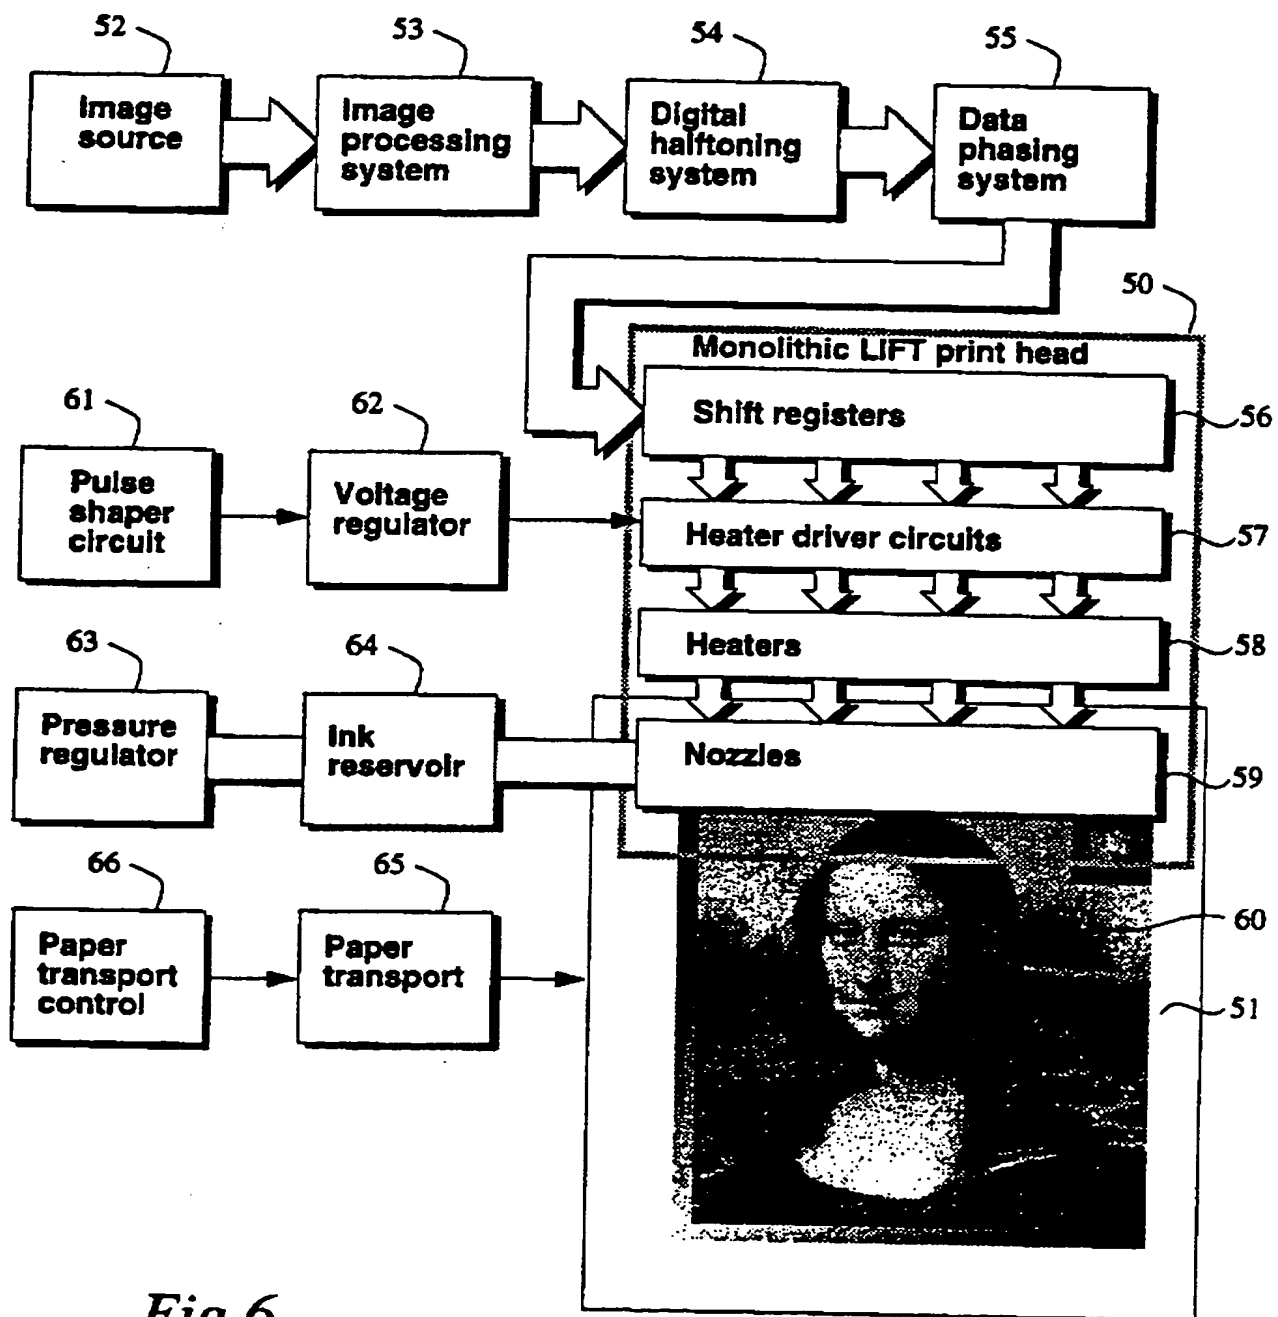 52
53
54
55
Image
source
Image
processing
system
Digital
halftoning
system
Data
phasing
system
50
Monolithic LIFT print head
61
62
Shift registers
56
Pulse
shaper
circuit
Voltage
regulator
Heater driver circuits
57
63
64
Heaters
58
Pressure
regulator
Ink
reservoir
Nozzles
59
66
65
60
Paper
transport
control
Paper
transport
51
Fig 6